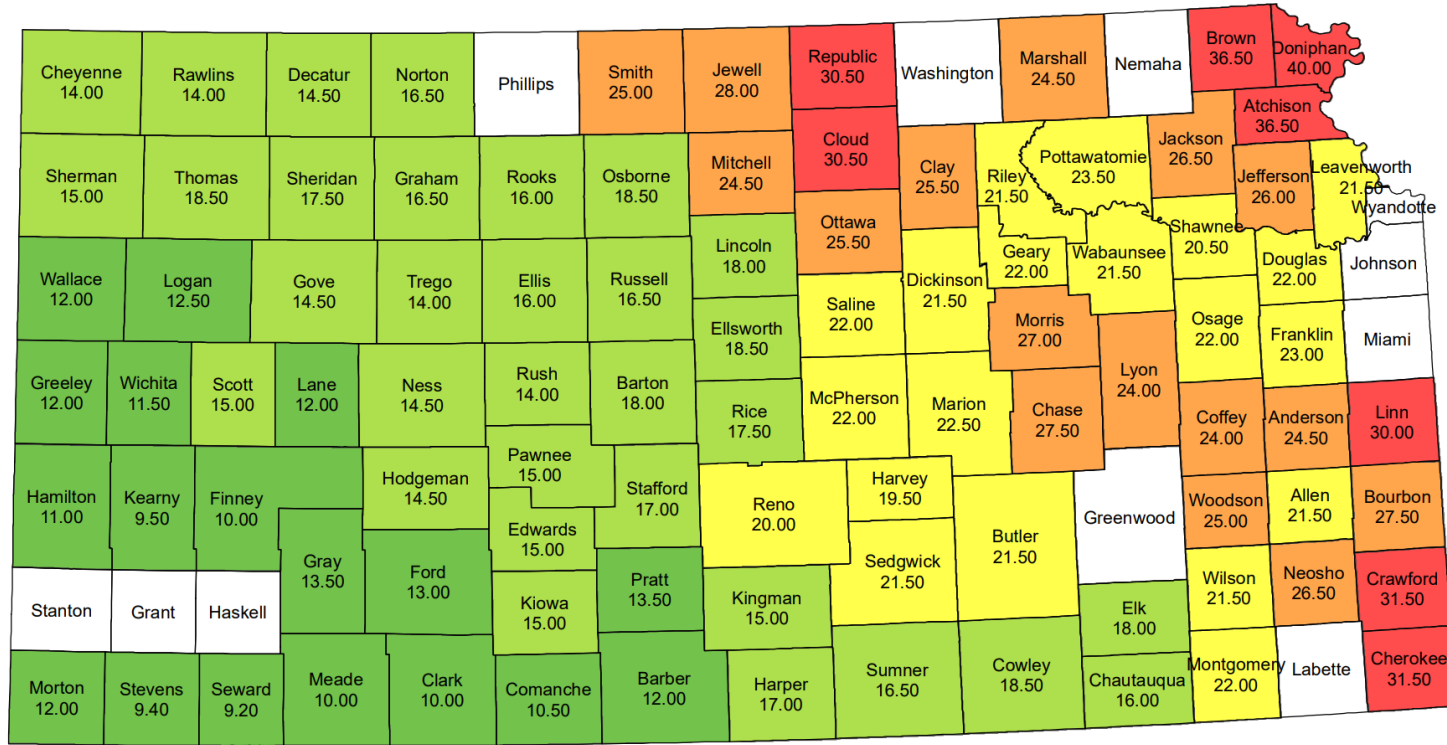 Cheyenne
14.00
Rawlins
14.00
Decatur
14.50
Norton
16.50
Phillips
Smith
25.00
Jewell
28.00
Republic
30.50
Washington
Marshall
24.50
Nemaha
Brown
36.50
Doniphan
40.00
Atchison
36.50
Sherman
15.00
Thomas
18.50
Sheridan
17.50
Graham
16.50
Rooks
16.00
Osborne
18.50
Mitchell
24.50
Cloud
30.50
Clay
25.50
Riley
21.50
Pottawatomie
23.50
Jackson
26.50
Jefferson
26.00
Leavenworth
21.50
Wyandotte
Wallace
12.00
Logan
12.50
Gove
14.50
Trego
14.00
Ellis
16.00
Russell
16.50
Lincoln
18.00
Ottawa
25.50
Saline
22.00
Dickinson
21.50
Geary
22.00
Wabaunsee
21.50
Shawnee
20.50
Douglas
22.00
Johnson
Ellsworth
18.50
Morris
27.00
Lyon
24.00
Osage
22.00
Franklin
23.00
Miami
Greeley
12.00
Wichita
11.50
Scott
15.00
Lane
12.00
Ness
14.50
Rush
14.00
Barton
18.00
Rice
17.50
McPherson
22.00
Marion
22.50
Chase
27.50
Coffey
24.00
Anderson
24.50
Linn
30.00
Hamilton
11.00
Kearny
9.50
Finney
10.00
Hodgeman
14.50
Pawnee
15.00
Stafford
17.00
Edwards
15.00
Reno
20.00
Harvey
19.50
Sedgwick
21.50
Butler
21.50
Greenwood
Woodson
25.00
Allen
21.50
Bourbon
27.50
Gray
13.50
Ford
13.00
Kiowa
15.00
Pratt
13.50
Kingman
15.00
Elk
18.00
Wilson
21.50
Neosho
26.50
Crawford
31.50
Stanton
Grant
Haskell
Morton
12.00
Stevens
9.40
Seward
9.20
Meade
10.00
Clark
10.00
Comanche
10.50
Barber
12.00
Harper
17.00
Sumner
16.50
Cowley
18.50
Chautauqua
16.00
Montgomery
22.00
Labette
Cherokee
31.50